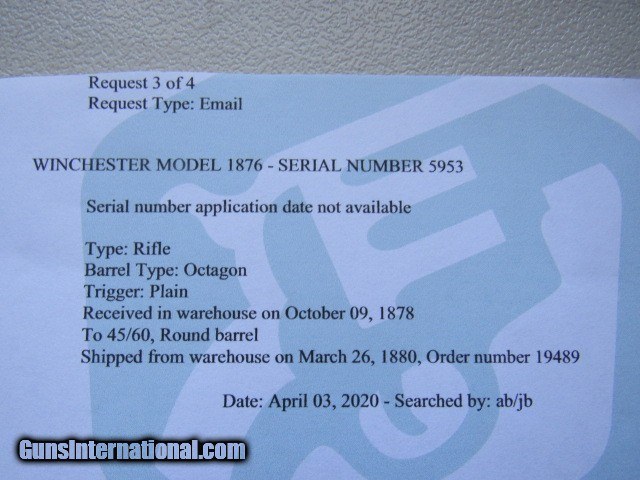 Request 3 of 4
Request Type: Email
WINCHESTER MODEL 1876 - SERIAL NUMBER 5953
Serial number application date not available
Type: Rifle
Barrel Type: Octagon
Trigger: Plain
Received in warehouse on October 09, 1878
To 45/60, Round barrel
Shipped from warehouse on March 26, 1880, Order number 19489
Date: April 03, 2020 - Searched by: ab/jb
GunsInternational.com